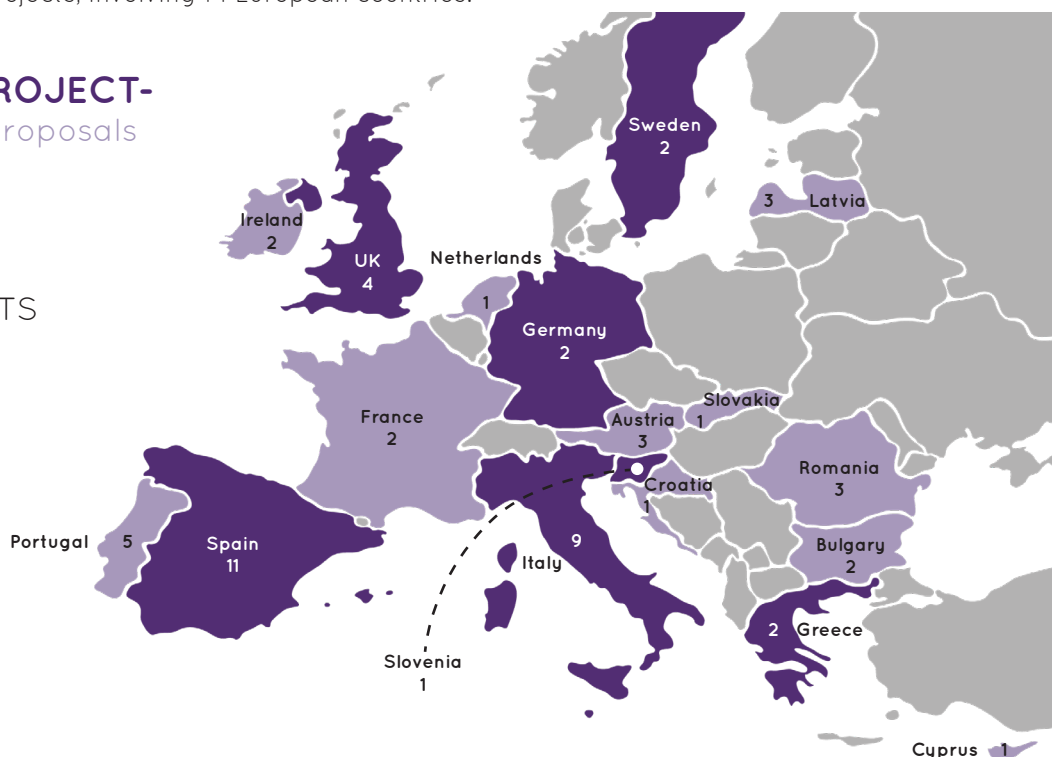 European countries.
ROJECT-
roposals
TS
Sweden
2
3 Latvia
Ireland
2
UK
4
Netherlands
1
Germany
2
France
2
Slovakia
1
Austria
3
Romania
3
Croatia
1
Portugal 5
Spain
11
9
Italy
Bulgary
2
2 Greece
Slovenia
1
Cyprus 1